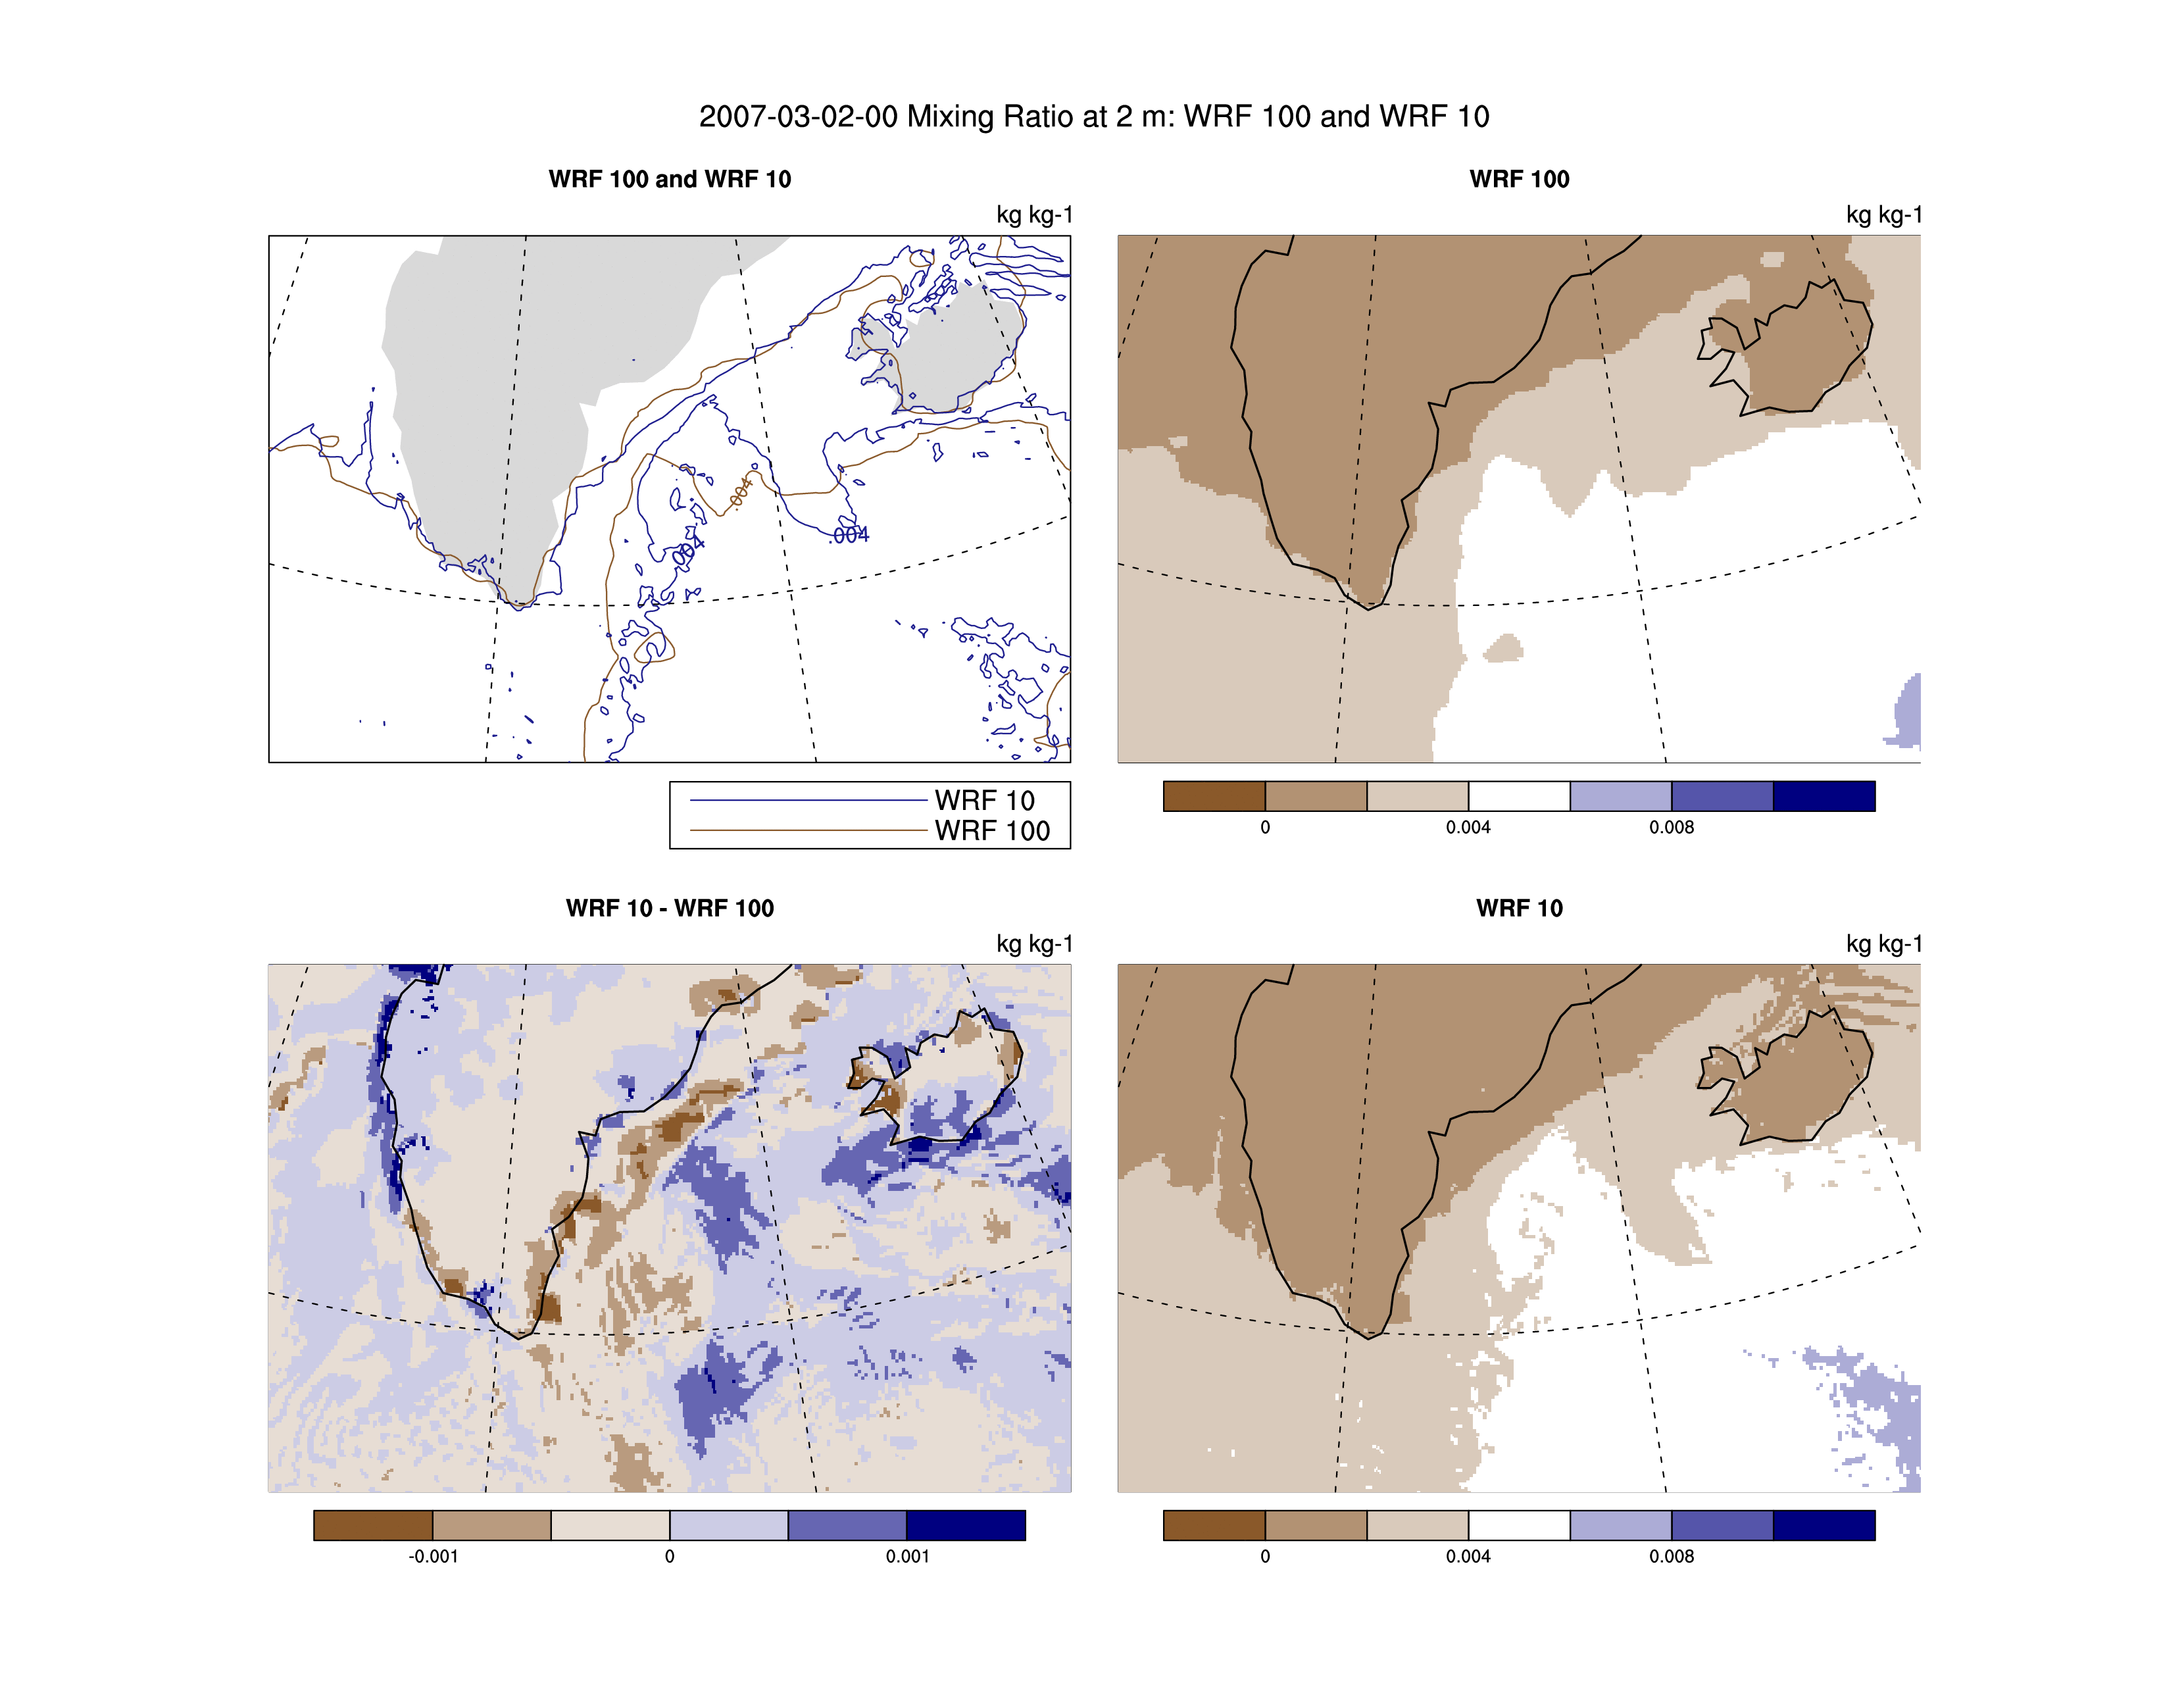 2007-03-02-00 Mixing Ratio at 2 m: WRF 100 and WRF 10
WRF 100 and WRF 10
kg kg-1
.004
.004
.004
WRF 10
WRF 100
WRF 100
kg kg-1
0
0.004
0.008
WRF 10 - WRF 100
kg kg-1
-0.001
0
0.001
WRF 10
kg kg-1
0
0.004
0.008